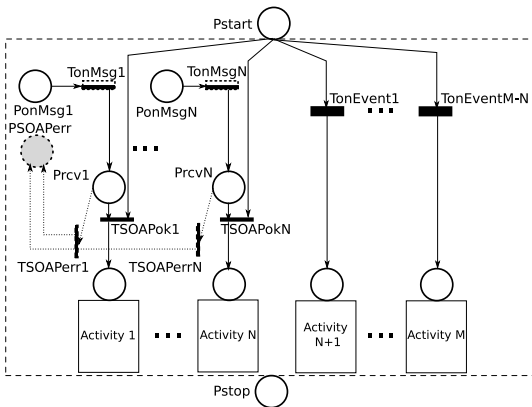 Pstart
TonMsg1
TonMsgN
PonMsg1
PonMsgN
TonEvent1
TonEventM-N
PSOAPerr
Prcv1
PrcvN
TSOAPok1
TSOAPokN
TSOAPerr1
TSOAPerrN
Activity 1
Activity N
Activity
N+1
Activity M
Pstop